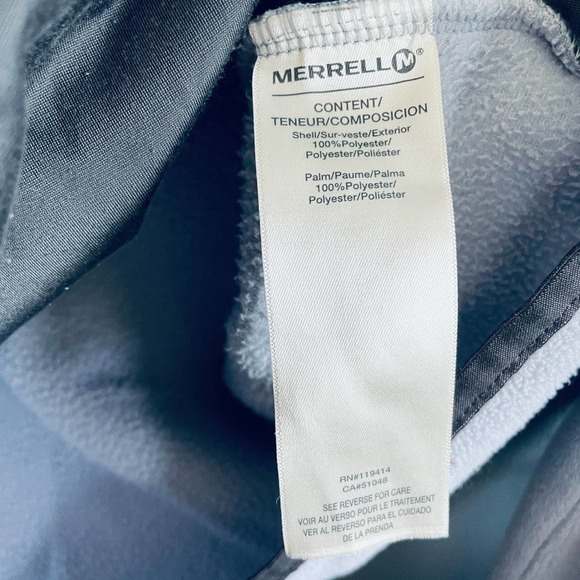 MERRELL M®
CONTENT/
TENEUR/COMPOSICION
Shell/Sur-veste/Exterior
100%Polyester/
Polyester/Poliéster
Palm/Paume/Palma
100%Polyester/
Polyester/Poliéster
RN#119414
CA#51048
SEE REVERSE FOR CARE
VOIR AU VERSO POUR LE TRAITEMENT
VER AL REVERSO PARA EL CUIDADO
DE LA PRENDA